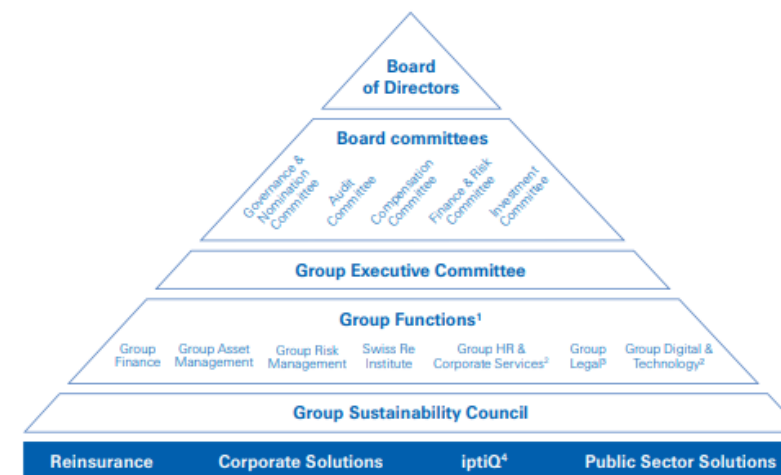 Board
of Directors
Board committees
Governance &
Nomination
Committee
Audit
Committee
Compensation
Committee
Finance & Risk
Committee
Investment
Committee
Group Executive Committee
Group Functions¹
Group
Finance
Group Asset
Management
Group Risk
Management
Swiss Re
Institute
Group HR &
Corporate Services²
Group
Legal³
Group Digital &
Technology²
Group Sustainability Council
Reinsurance
Corporate Solutions
iptiQ⁴
Public Sector Solutions